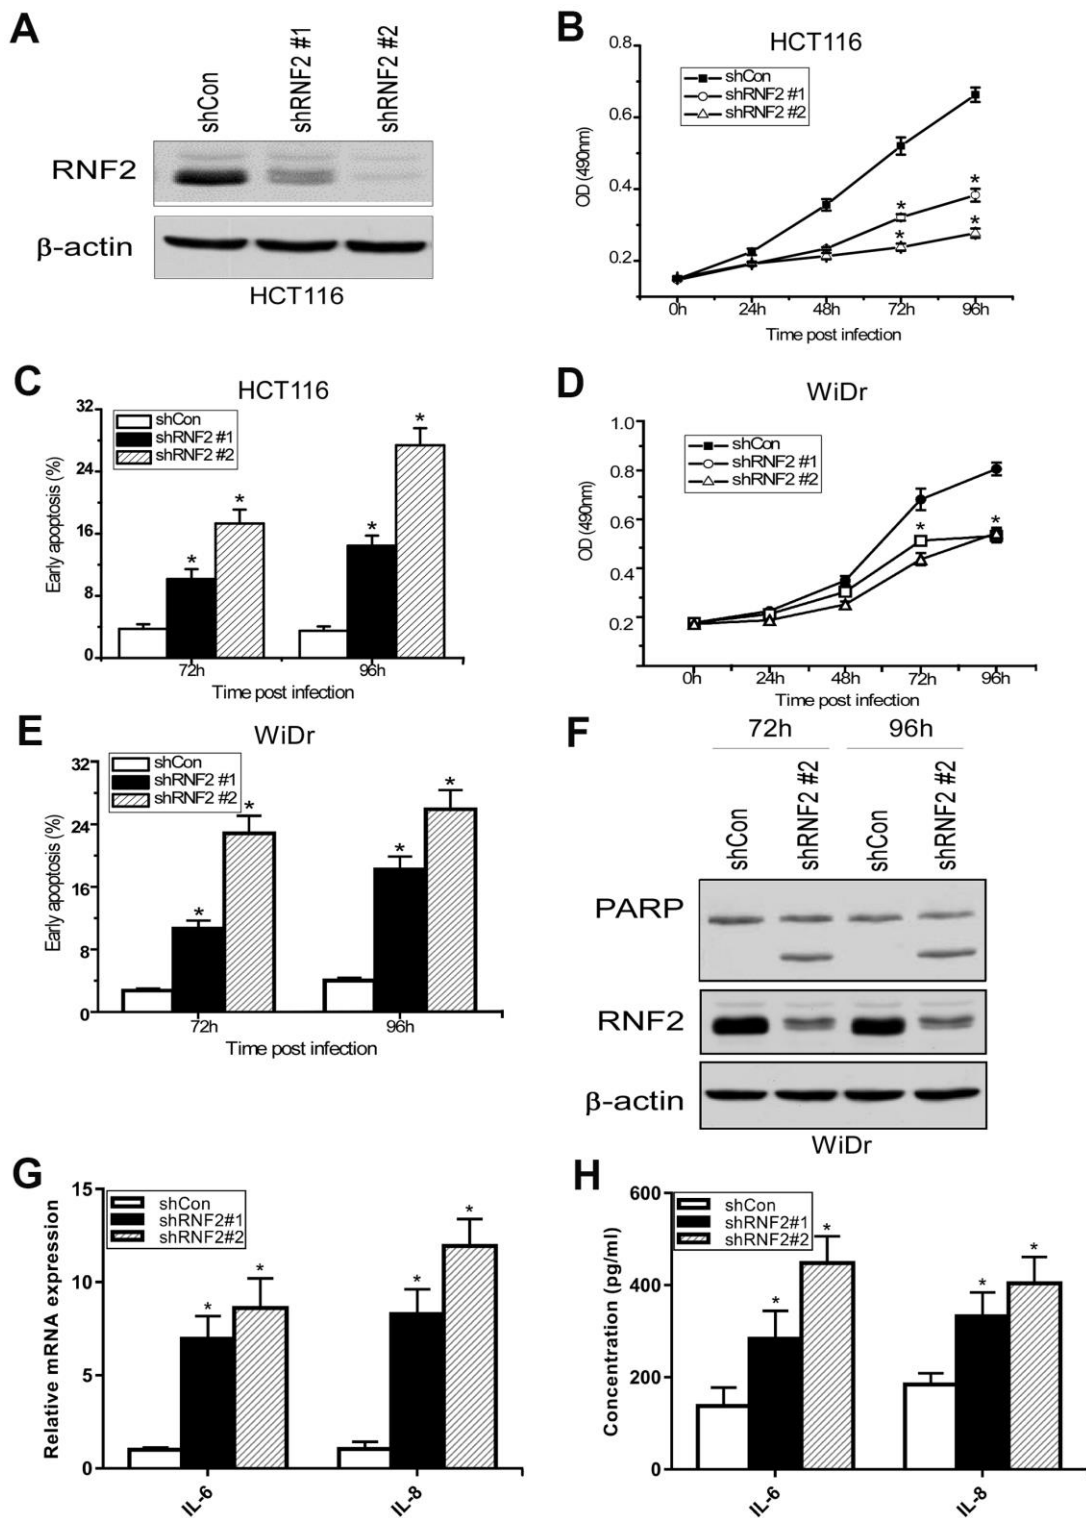 A
shCon
shRNF2 #1
shRNF2 #2
RNF2
β-actin
HCT116
B
HCT116
shCon
shRNF2 #1
shRNF2 #2
OD (490nm)
0.8
0.6
0.4
0.2
* *
* *
0h 24h 48h 72h 96h
Time post infection
C
HCT116
shCon
shRNF2 #1
shRNF2 #2
Early apoptosis (%)
32
24
16
8
0
* * * *
72h 96h
Time post infection
D
WiDr
shCon
shRNF2 #1
shRNF2 #2
OD (490nm)
1.0
0.8
0.6
0.4
0.2
* *
0h 24h 48h 72h 96h
Time post infection
E
WiDr
shCon
shRNF2 #1
shRNF2 #2
Early apoptosis (%)
32
24
16
8
0
* * * *
72h 96h
Time post infection
F
72h 96h
shCon
shRNF2 #2
shCon
shRNF2 #2
PARP
RNF2
β-actin
WiDr
G
shCon
shRNF2#1
shRNF2#2
Relative mRNA expression
15
10
5
0
* * * *
IL-6 IL-8
H
shCon
shRNF2#1
shRNF2#2
Concentration (pg/ml)
600
400
200
0
* * * *
IL-6 IL-8